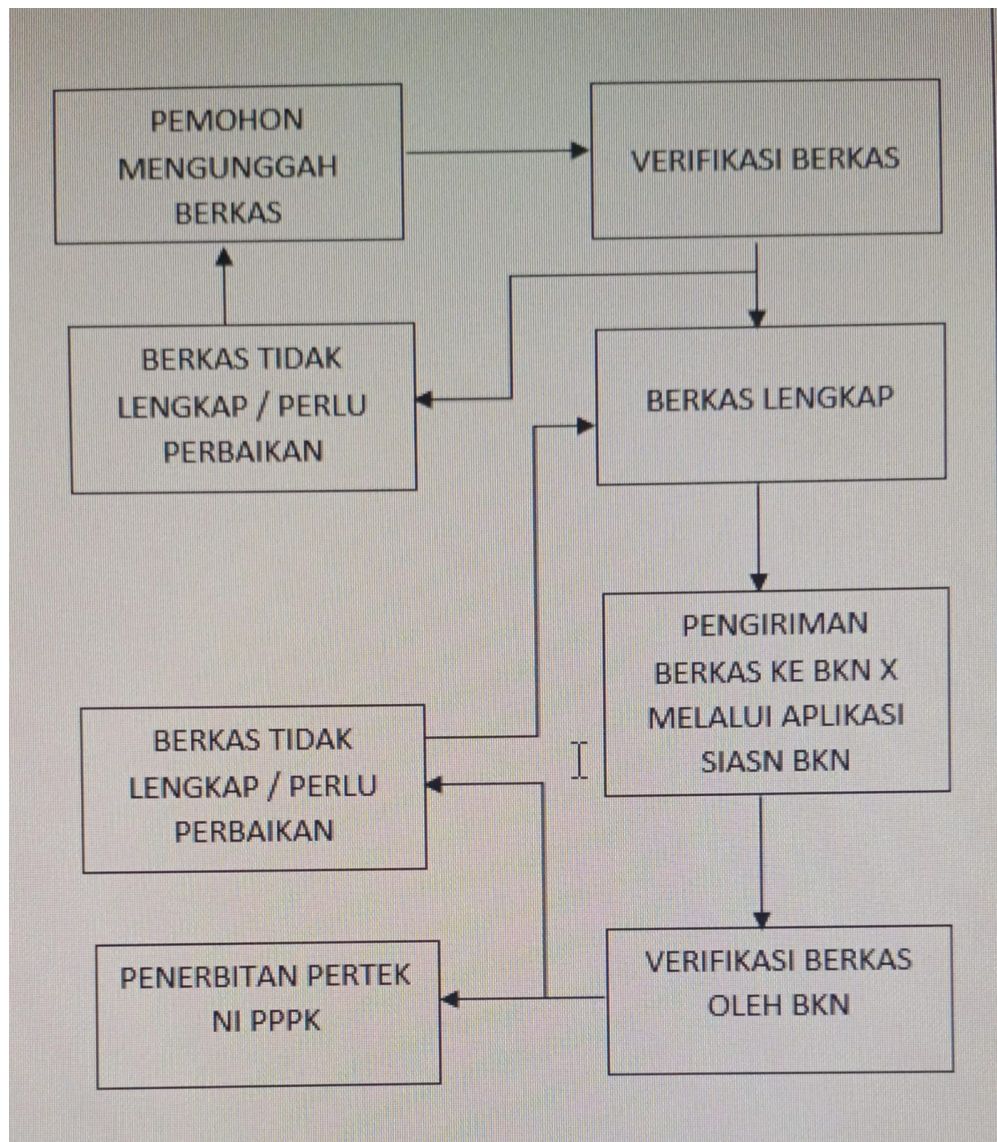 PEMOHON
MENGUNGGAH
BERKAS
VERIFIKASI BERKAS
BERKAS TIDAK
LENGKAP / PERLU
PERBAIKAN
BERKAS LENGKAP
PENGIRIMAN
BERKAS KE BKN X
MELALUI APLIKASI
SIASN BKN
BERKAS TIDAK
LENGKAP / PERLU
PERBAIKAN
VERIFIKASI BERKAS
OLEH BKN
PENERBITAN PERTEK
NI PPPK